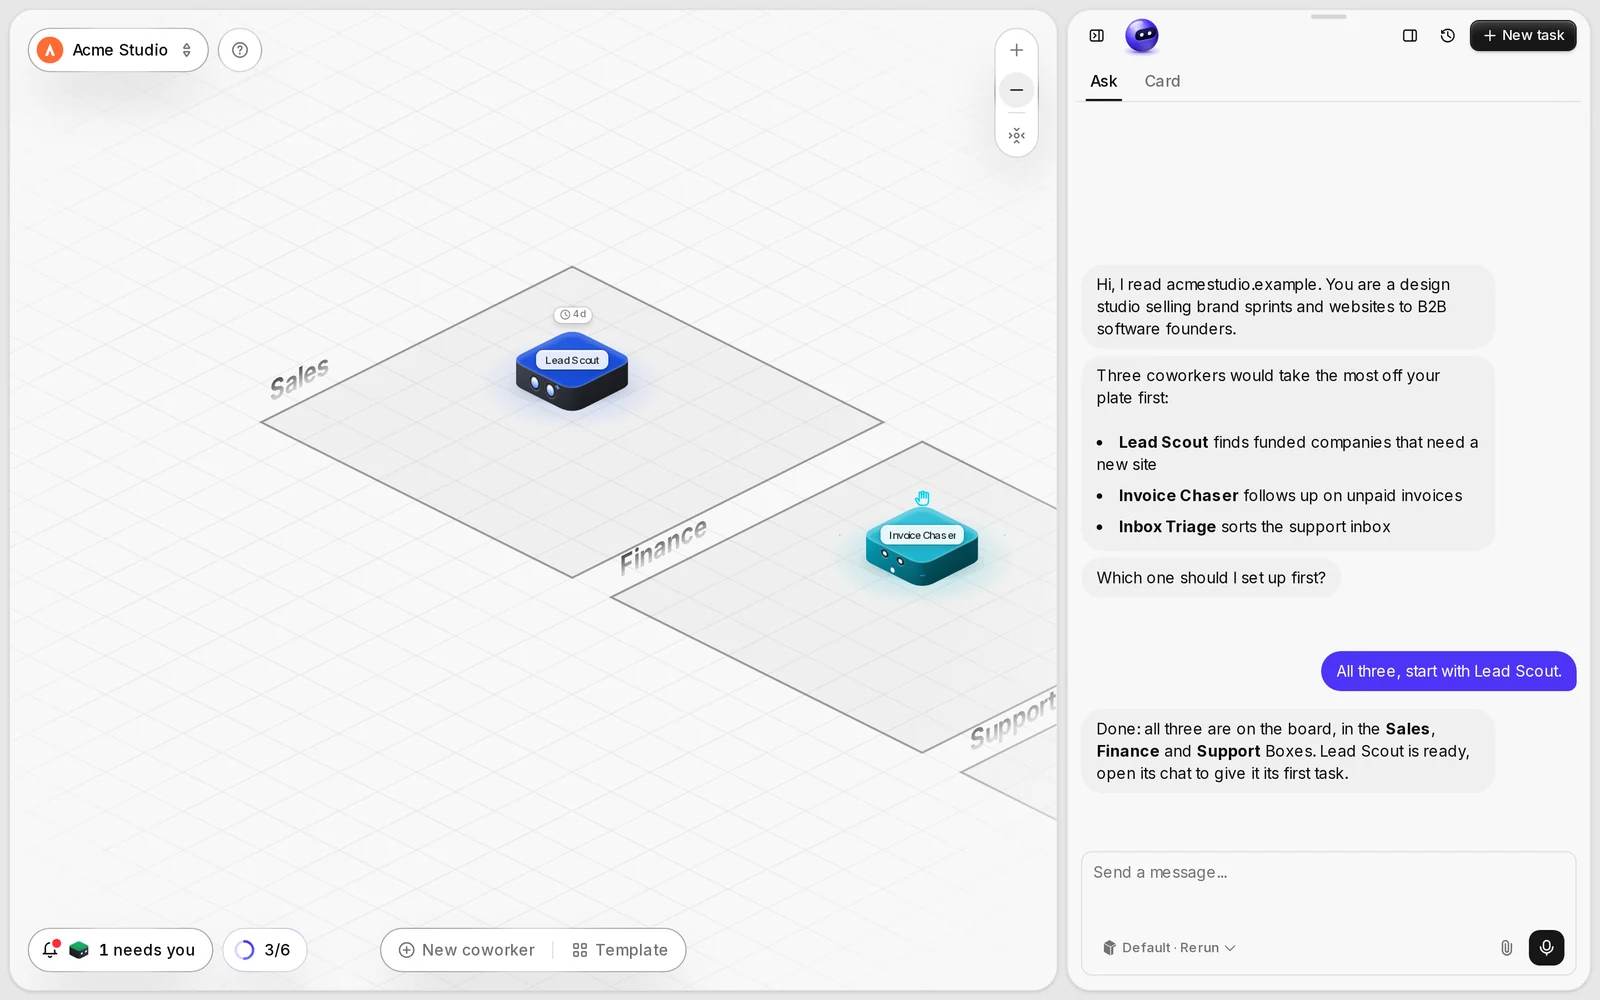 Acme Studio
4d
Lead Scout
Sales
Invoice Chaser
Finance
Support
1 needs you
3/6
New coworker
Template
New task
Ask
Card
Hi, I read acmestudio.example. You are a design
studio selling brand sprints and websites to B2B
software founders.
Three coworkers would take the most off your
plate first:
• Lead Scout finds funded companies that need a
new site
• Invoice Chaser follows up on unpaid invoices
• Inbox Triage sorts the support inbox
Which one should I set up first?
All three, start with Lead Scout.
Done: all three are on the board, in the Sales,
Finance and Support Boxes. Lead Scout is ready,
open its chat to give it its first task.
Send a message...
Default · Rerun